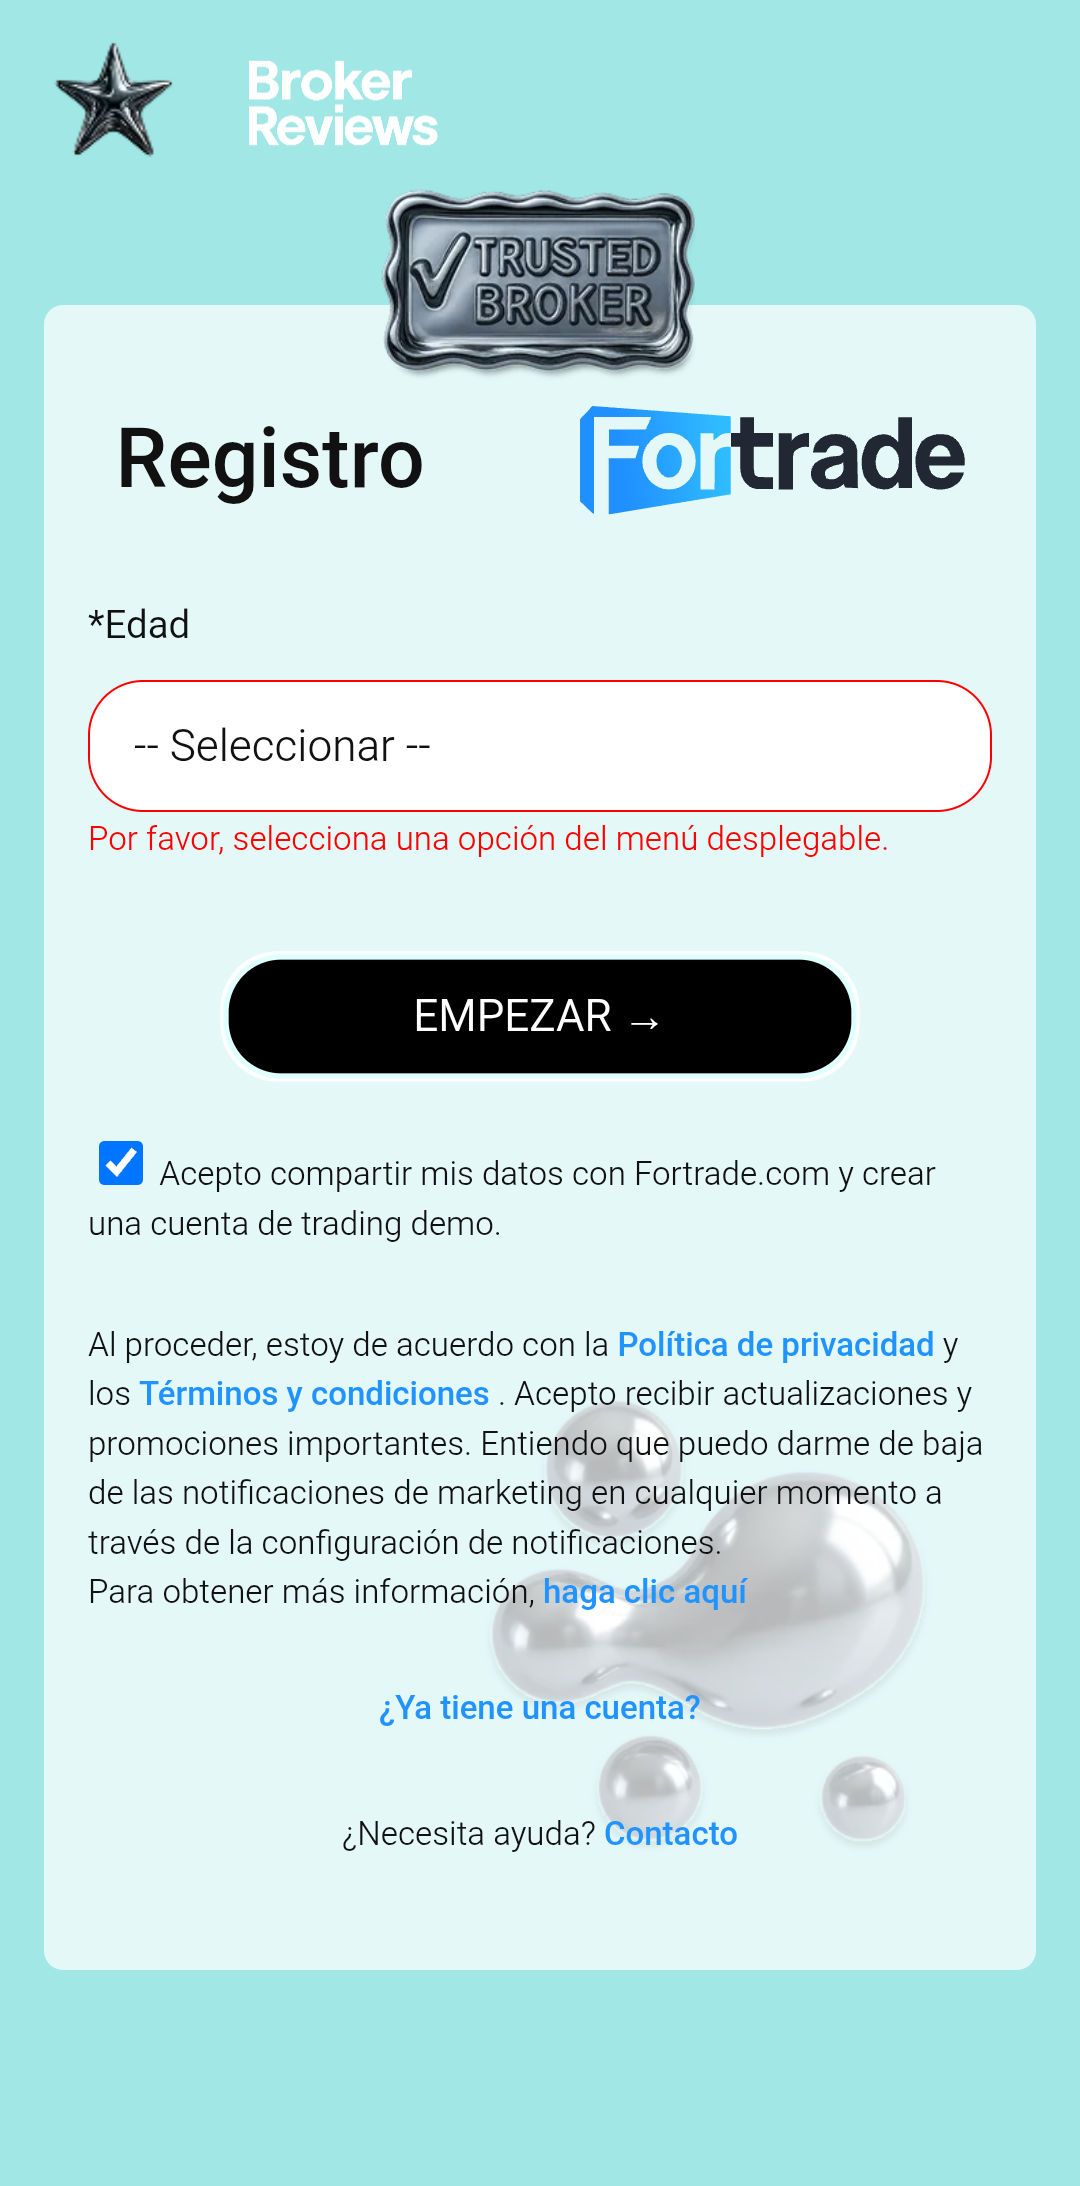 Broker
Reviews
TRUSTED
BROKER
Registro
Fortrade
*Edad
-- Seleccionar --
Por favor, selecciona una opción del menú desplegable.
EMPEZAR →
Acepto compartir mis datos con Fortrade.com y crear
una cuenta de trading demo.
Al proceder, estoy de acuerdo con la Política de privacidad y
los Términos y condiciones . Acepto recibir actualizaciones y
promociones importantes. Entiendo que puedo darme de baja
de las notificaciones de marketing en cualquier momento a
través de la configuración de notificaciones.
Para obtener más información, haga clic aquí
¿Ya tiene una cuenta?
¿Necesita ayuda? Contacto